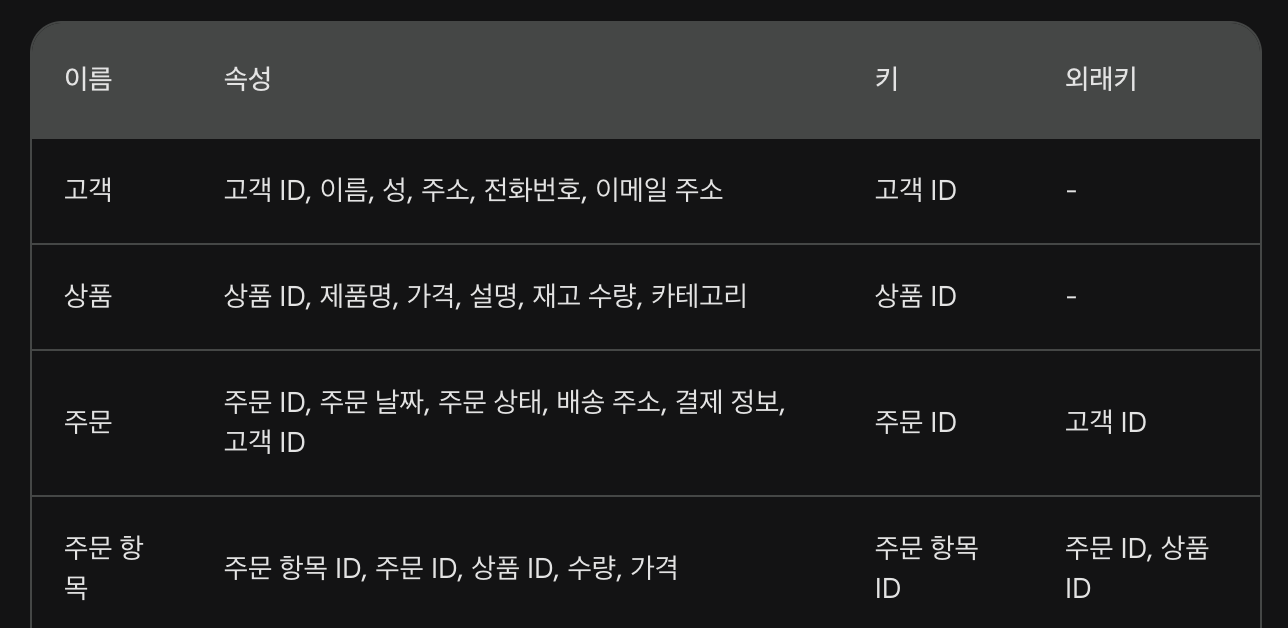 이름 속성 키 외래키
고객 고객 ID, 이름, 성, 주소, 전화번호, 이메일 주소 고객 ID -
상품 상품 ID, 제품명, 가격, 설명, 재고 수량, 카테고리 상품 ID -
주문 주문 ID, 주문 날짜, 주문 상태, 배송 주소, 결제 정보,
고객 ID 주문 ID 고객 ID
주문 항
목 주문 항목 ID, 주문 ID, 상품 ID, 수량, 가격 주문 항목
ID 주문 ID, 상품
ID